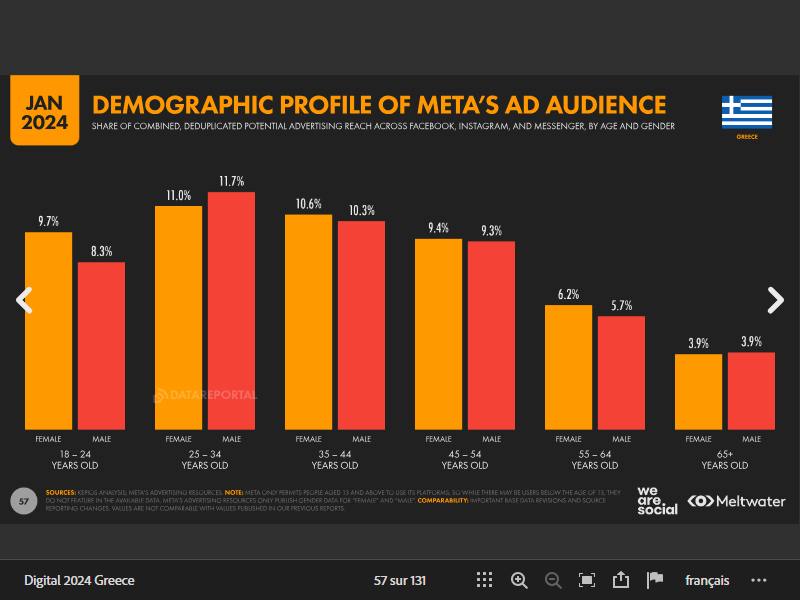 JAN
2024
DEMOGRAPHIC PROFILE OF META'S AD AUDIENCE
SHARE OF COMBINED, DEDUPLICATED POTENTIAL ADVERTISING REACH ACROSS FACEBOOK, INSTAGRAM, AND MESSENGER, BY AGE AND GENDER
GREECE
9.7%
8.3%
11.0%
11.7%
10.6%
10.3%
9.4%
9.3%
6.2%
5.7%
3.9%
3.9%
DATAREPORTAL
FEMALE MALE FEMALE MALE FEMALE MALE FEMALE MALE FEMALE MALE FEMALE MALE
18 – 24 25 – 34 35 – 44 45 – 54 55 – 64 65+
YEARS OLD YEARS OLD YEARS OLD YEARS OLD YEARS OLD YEARS OLD
57
SOURCES: KEPIOS ANALYSIS; META'S ADVERTISING RESOURCES. NOTE: META ONLY PERMITS PEOPLE AGED 13 AND ABOVE TO USE ITS PLATFORMS, SO WHILE THERE MAY BE USERS BELOW THE AGE OF 13, THEY
DO NOT FEATURE IN THE AVAILABLE DATA. META'S ADVERTISING RESOURCES ONLY PUBLISH GENDER DATA FOR "FEMALE" AND "MALE". COMPARABILITY: IMPORTANT BASE DATA REVISIONS AND SOURCE
REPORTING CHANGES. VALUES ARE NOT COMPARABLE WITH VALUES PUBLISHED IN OUR PREVIOUS REPORTS.
we
are.
social
Meltwater
Digital 2024 Greece
57 sur 131
français